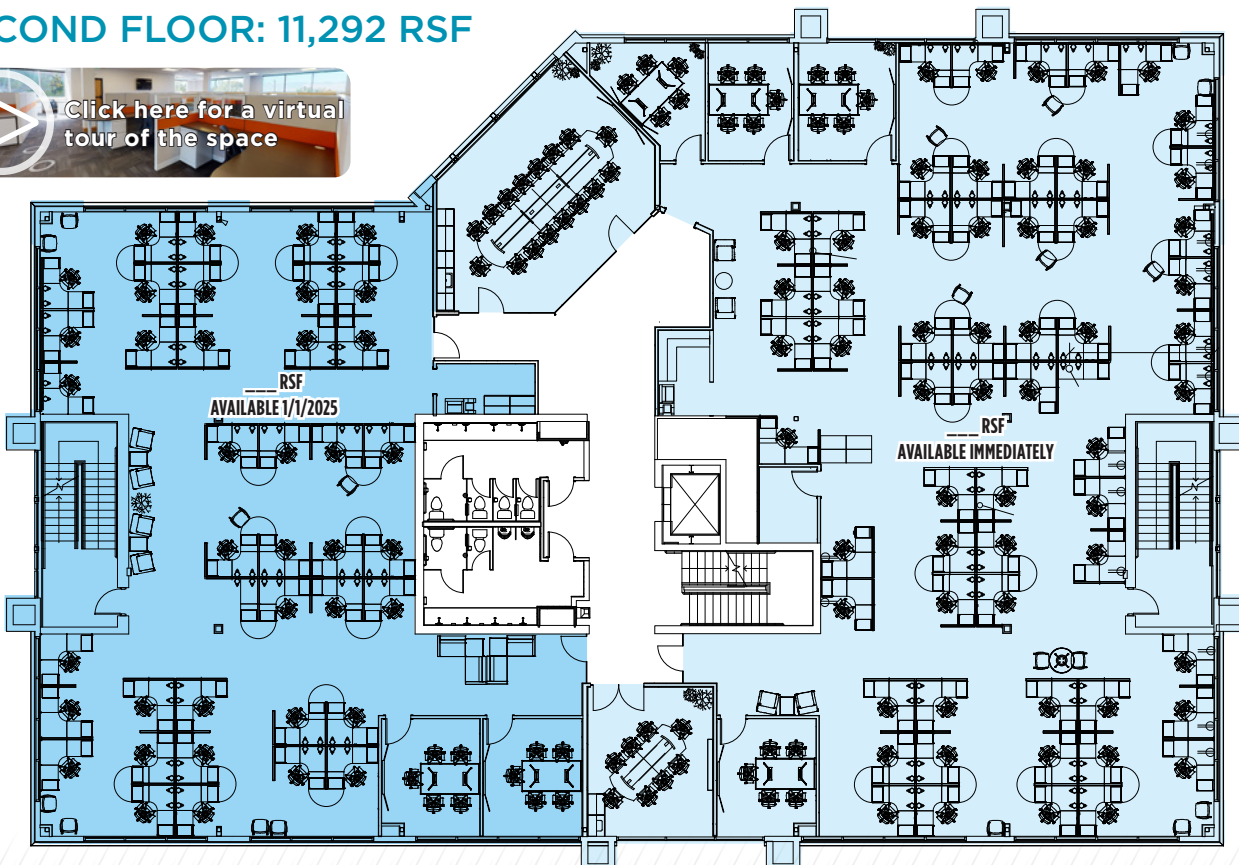 COND FLOOR: 11,292 RSF
Click here for a virtual
tour of the space
___ RSF
AVAILABLE 1/1/2025
___ RSF
AVAILABLE IMMEDIATELY